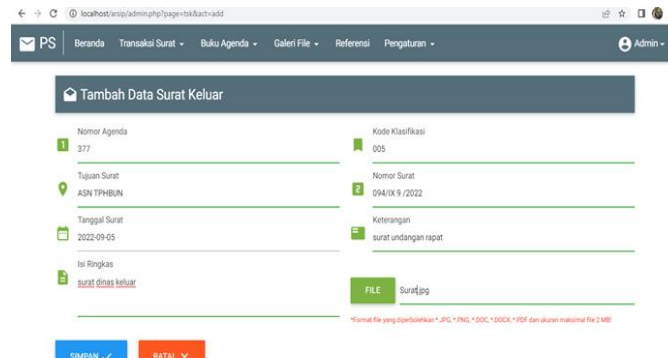 localhost/arsip/admin.php?page=tsk&act=add
PS Beranda Transaksi Surat Buku Agenda Galeri File Referensi Pengaturan Admin
Tambah Data Surat Keluar
Nomor Agenda
1 377
Kode Klasifikasi
005
Tujuan Surat
ASN TPHBUN
Nomor Surat
2 094/IX 9 /2022
Tanggal Surat
2022-09-05
Keterangan
surat undangan rapat
Isi Ringkas
surat dinas keluar
FILE Surat.jpg
*Format file yang diperbolehkan *.JPG, *.PNG, *.DOC, *.DOCX, *.PDF dan ukuran maksimal file 2 MB!
SIMPAN BATAL